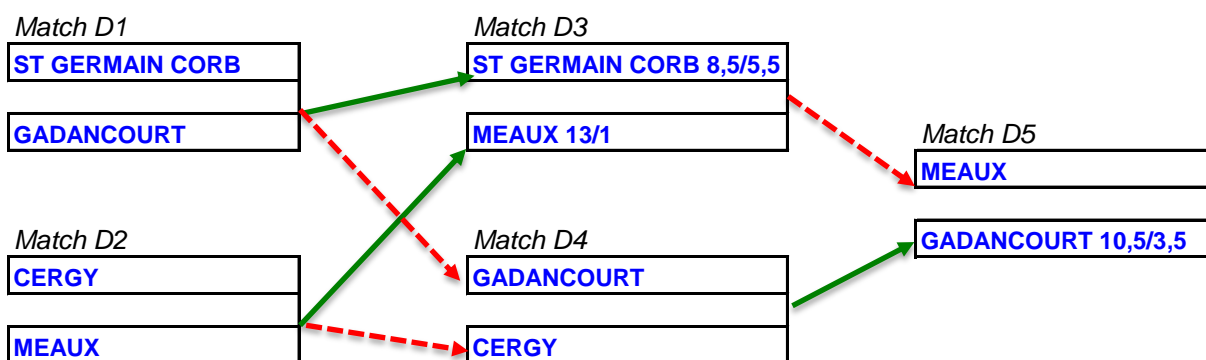 Match D1
ST GERMAIN CORB
GADANCOURT
Match D2
CERGY
MEAUX
Match D3
ST GERMAIN CORB 8,5/5,5
MEAUX 13/1
Match D4
GADANCOURT
CERGY
Match D5
MEAUX
GADANCOURT 10,5/3,5